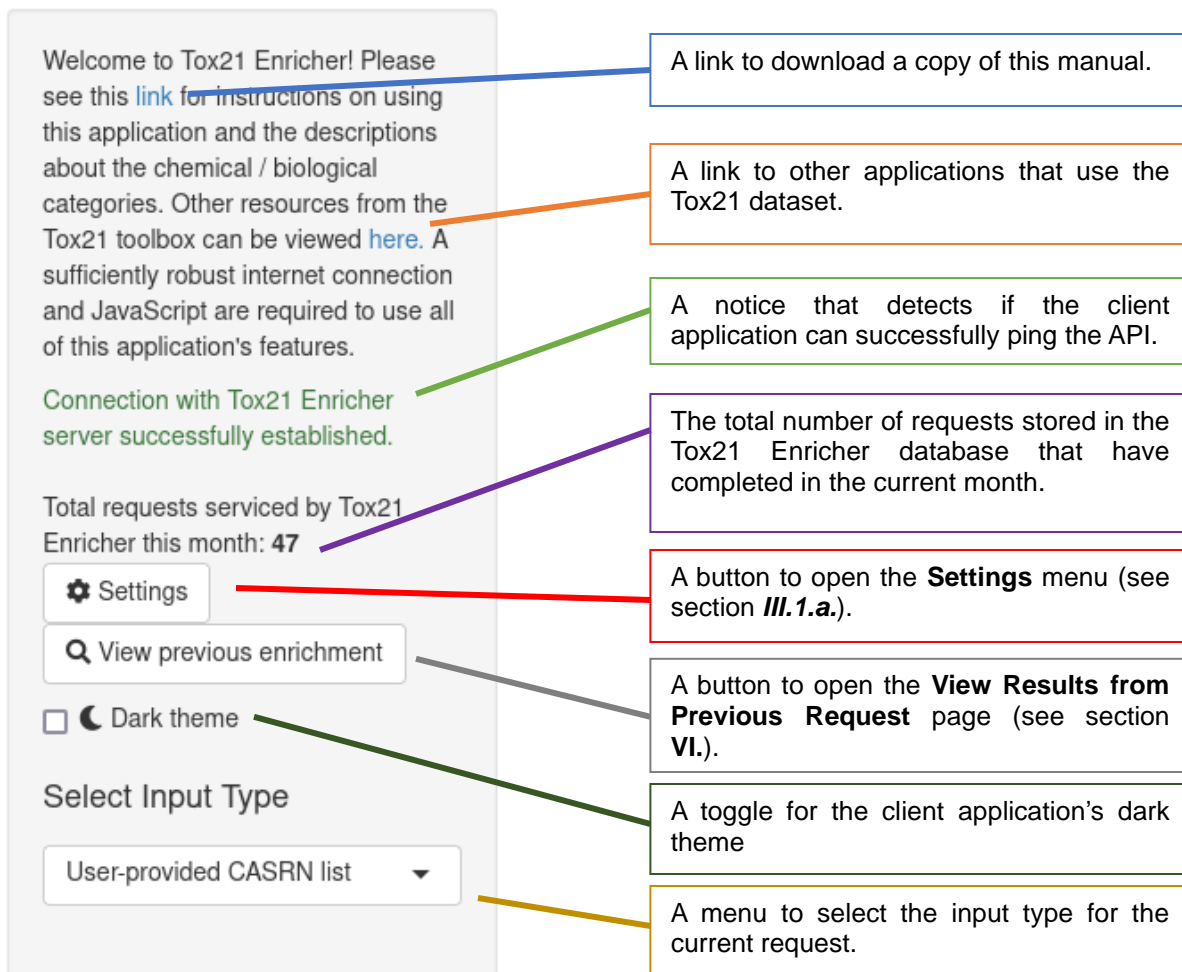 Welcome to Tox21 Enricher! Please
see this link for instructions on using
this application and the descriptions
about the chemical / biological
categories. Other resources from the
Tox21 toolbox can be viewed here. A
sufficiently robust internet connection
and JavaScript are required to use all
of this application's features.
Connection with Tox21 Enricher
server successfully established.
Total requests serviced by Tox21
Enricher this month: 47
Settings
View previous enrichment
Dark theme
Select Input Type
User-provided CASRN list
A link to download a copy of this manual.
A link to other applications that use the
Tox21 dataset.
A notice that detects if the client
application can successfully ping the API.
The total number of requests stored in the
Tox21 Enricher database that have
completed in the current month.
A button to open the Settings menu (see
section III.1.a.).
A button to open the View Results from
Previous Request page (see section
VI.).
A toggle for the client application’s dark
theme
A menu to select the input type for the
current request.